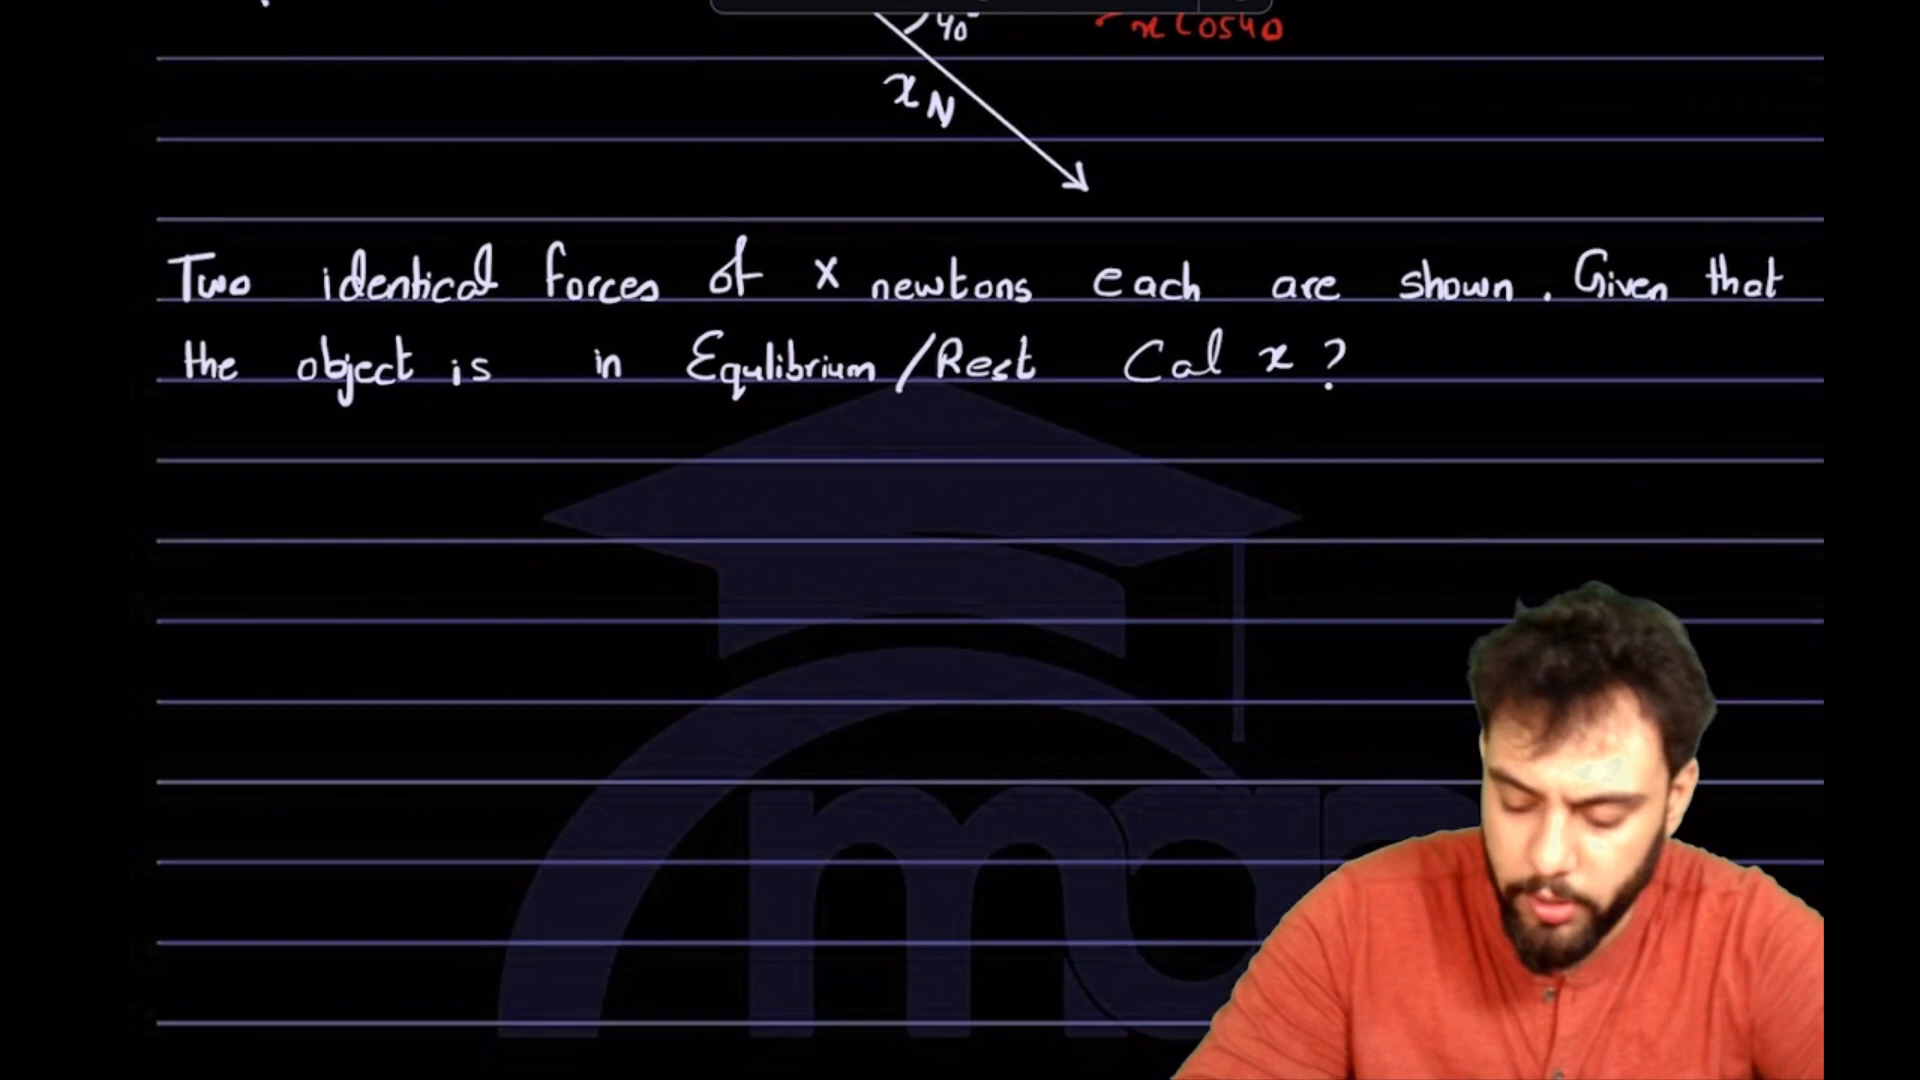 40°
x Cos40
x N
Two identical forces of x newtons each are shown. Given that
the object is in Equlibrium/Rest Cal x?
ma